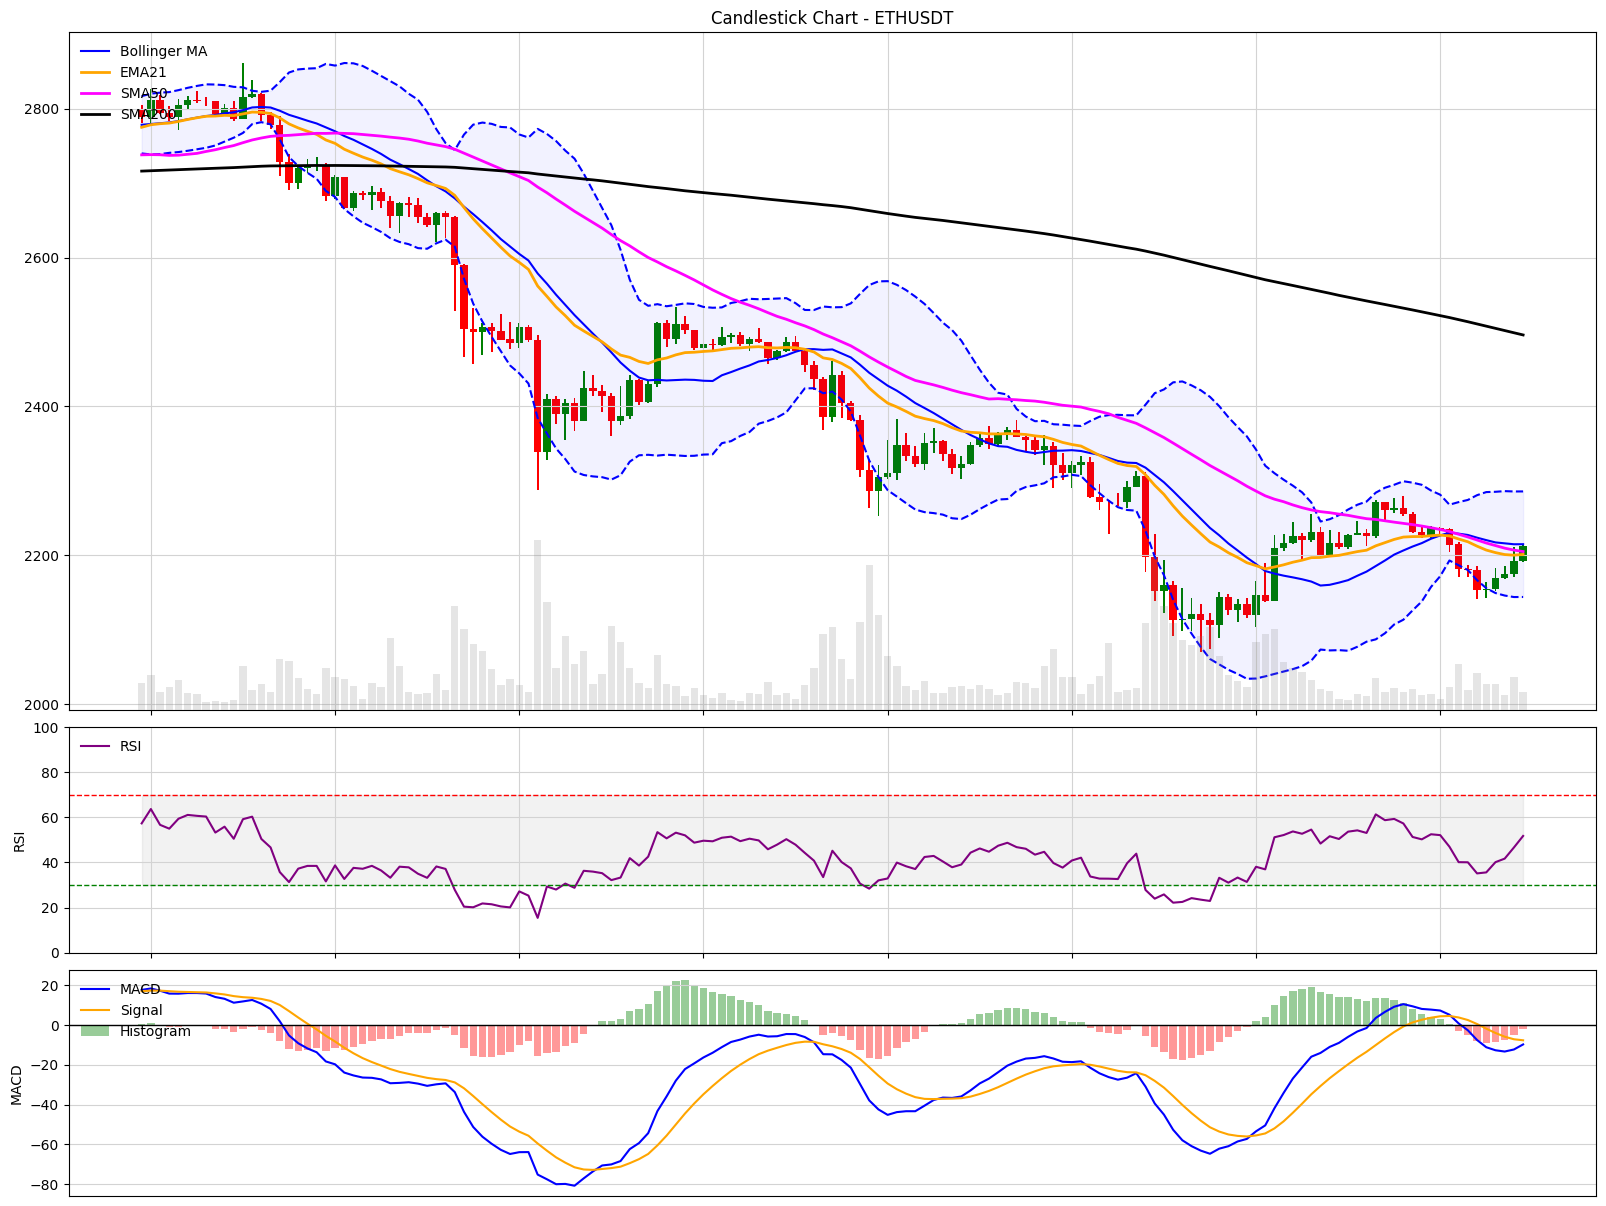 Candlestick Chart - ETHUSDT
Bollinger MA
EMA21
SMA50
SMA200
2800
2600
2400
2200
2000
RSI
100
80
60
40
20
0
RSI
MACD
Signal
Histogram
20
0
−20
−40
−60
−80
MACD